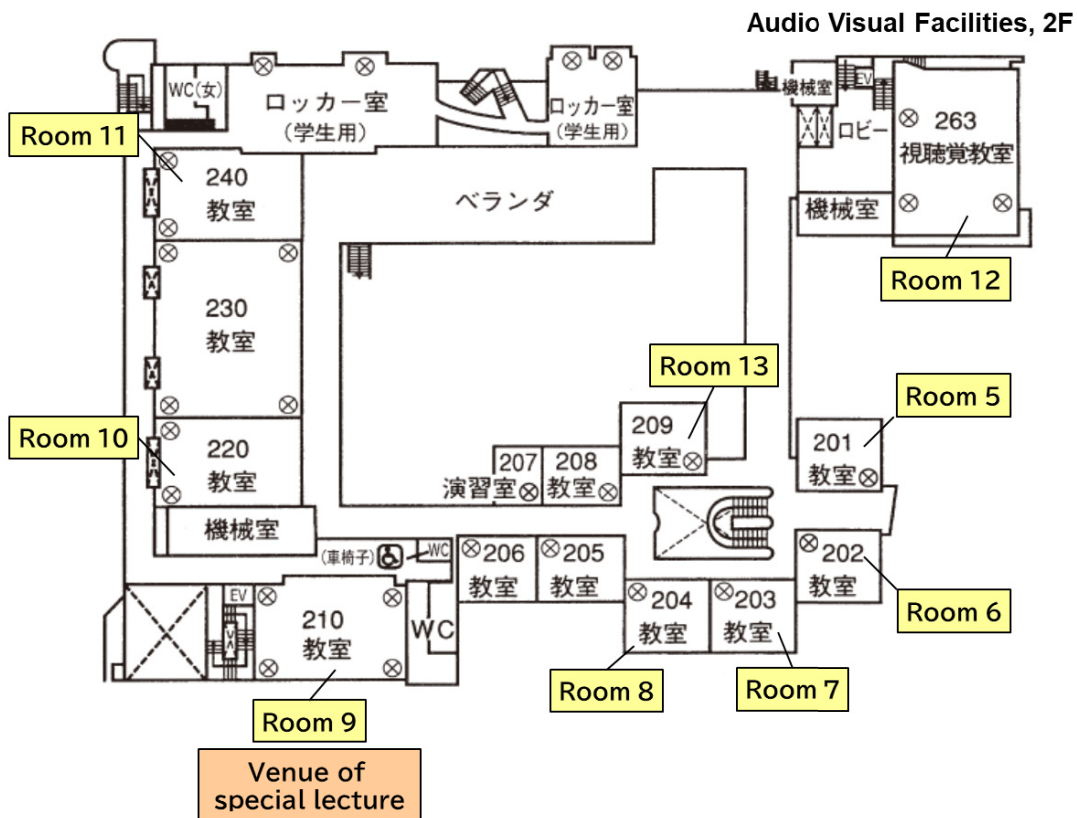 Audio Visual Facilities, 2F
WC(女)
ロッカー室
(学生用)
ロッカー室
(学生用)
機械室
EV
ロビー
263
視聴覚教室
機械室
Room 12
Room 11
240
教室
ベランダ
230
教室
Room 13
Room 5
Room 10
220
教室
209
教室
201
教室
207
演習室
208
教室
機械室
(車椅子)
WC
206
教室
205
教室
202
教室
Room 6
204
教室
203
教室
EV
210
教室
WC
Room 8
Room 7
Room 9
Venue of
special lecture